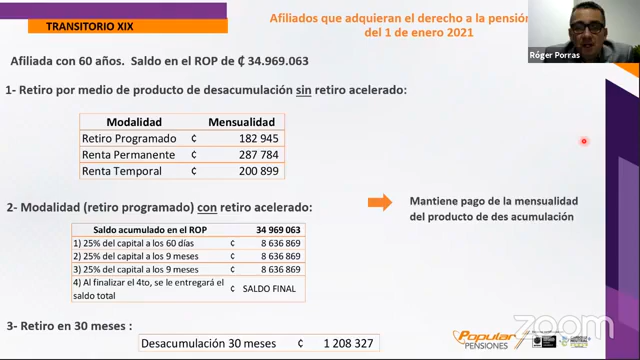 TRANSITORIO XIX
Afiliados que adquieran el derecho a la pensión
del 1 de enero 2021
Róger Porras
Afiliada con 60 años. Saldo en el ROP de ₡ 34.969.063
1- Retiro por medio de producto de desacumulación sin retiro acelerado:
Modalidad Mensualidad
Retiro Programado ₡ 182 945
Renta Permanente ₡ 287 784
Renta Temporal ₡ 200 899
2- Modalidad (retiro programado) con retiro acelerado:
Saldo acumulado en el ROP 34 969 063
1) 25% del capital a los 60 días ₡ 8 636 869
2) 25% del capital a los 9 meses ₡ 8 636 869
3) 25% del capital a los 9 meses ₡ 8 636 869
4) Al finalizar el 4to, se le entregará el
saldo total ₡ SALDO FINAL
Mantiene pago de la mensualidad
del producto de des acumulación
3- Retiro en 30 meses :
Desacumulación 30 meses ₡ 1 208 327
Popular
PENSIONES
zoom